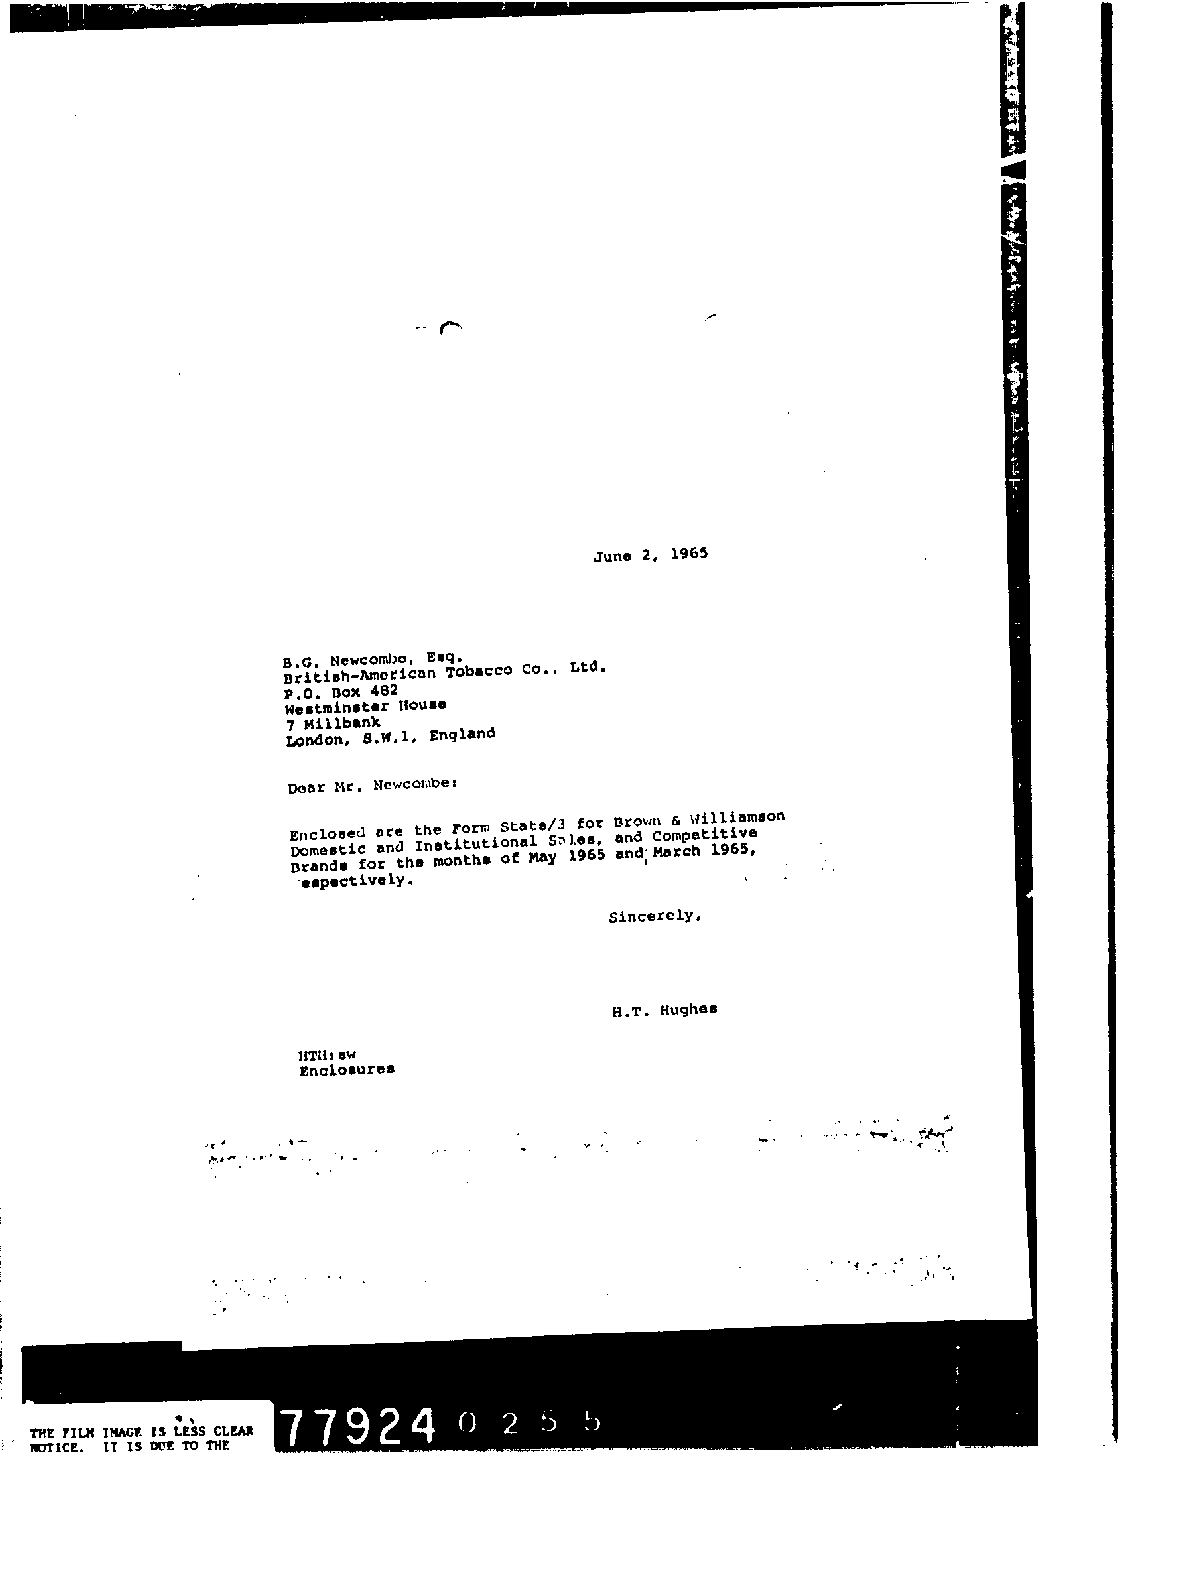 June 2, 1965
B.G. Newcombe, Esq.
British-American Tobacco Co., Ltd.
P.O. Box 482
Westminster House
7 Millbank
London, S.W.1, England
Dear Mr. Newcombe:
Enclosed are the Form State/3 for Brown & Williamson
Domestic and Institutional Sales, and Competitive
Brands for the months of May 1965 and March 1965,
espectively.
Sincerely,
H.T. Hughes
HTH:sw
Enclosures
THE FILM IMAGE IS LESS CLEAR
NOTICE. IT IS DUE TO THE
77924 0255